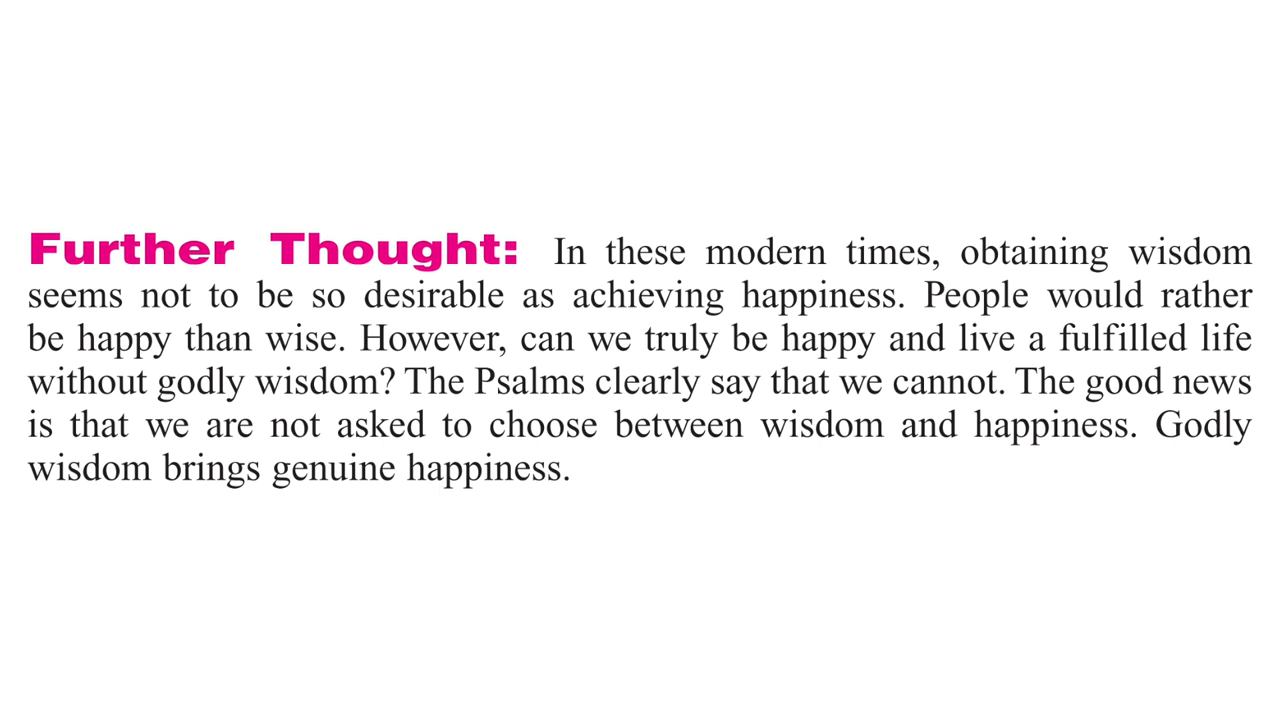 Further Thought: In these modern times, obtaining wisdom
seems not to be so desirable as achieving happiness. People would rather
be happy than wise. However, can we truly be happy and live a fulfilled life
without godly wisdom? The Psalms clearly say that we cannot. The good news
is that we are not asked to choose between wisdom and happiness. Godly
wisdom brings genuine happiness.